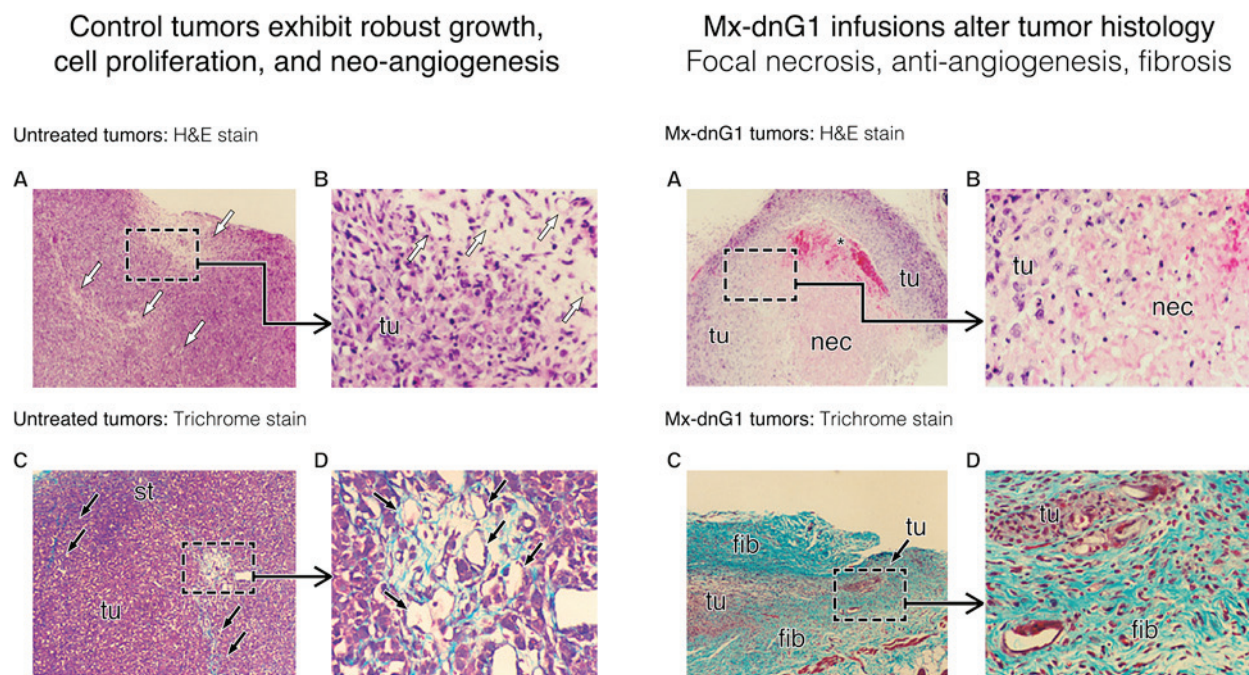 Control tumors exhibit robust growth,
cell proliferation, and neo-angiogenesis
Untreated tumors: H&E stain
A
B
tu
Untreated tumors: Trichrome stain
C
D
st
tu
Mx-dnG1 infusions alter tumor histology
Focal necrosis, anti-angiogenesis, fibrosis
Mx-dnG1 tumors: H&E stain
A
B
*
tu
tu
nec
tu
nec
Mx-dnG1 tumors: Trichrome stain
C
D
tu
fib
tu
fib
tu
fib